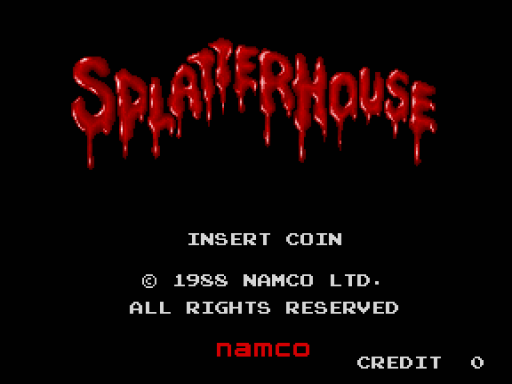 SPLATTERHOUSE
INSERT COIN
© 1988 NAMCO LTD.
ALL RIGHTS RESERVED
namco
CREDIT 0